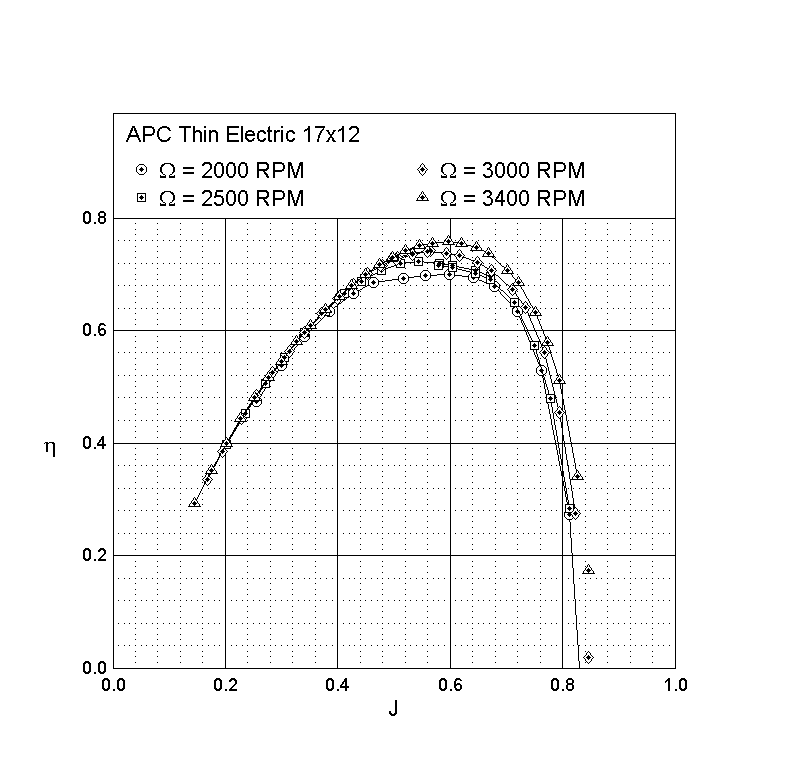 APC Thin Electric 17x12
Ω = 2000 RPM
Ω = 3000 RPM
Ω = 2500 RPM
Ω = 3400 RPM
0.8
0.6
0.4
η
0.2
0.0
0.0 0.2 0.4 0.6 0.8 1.0
J